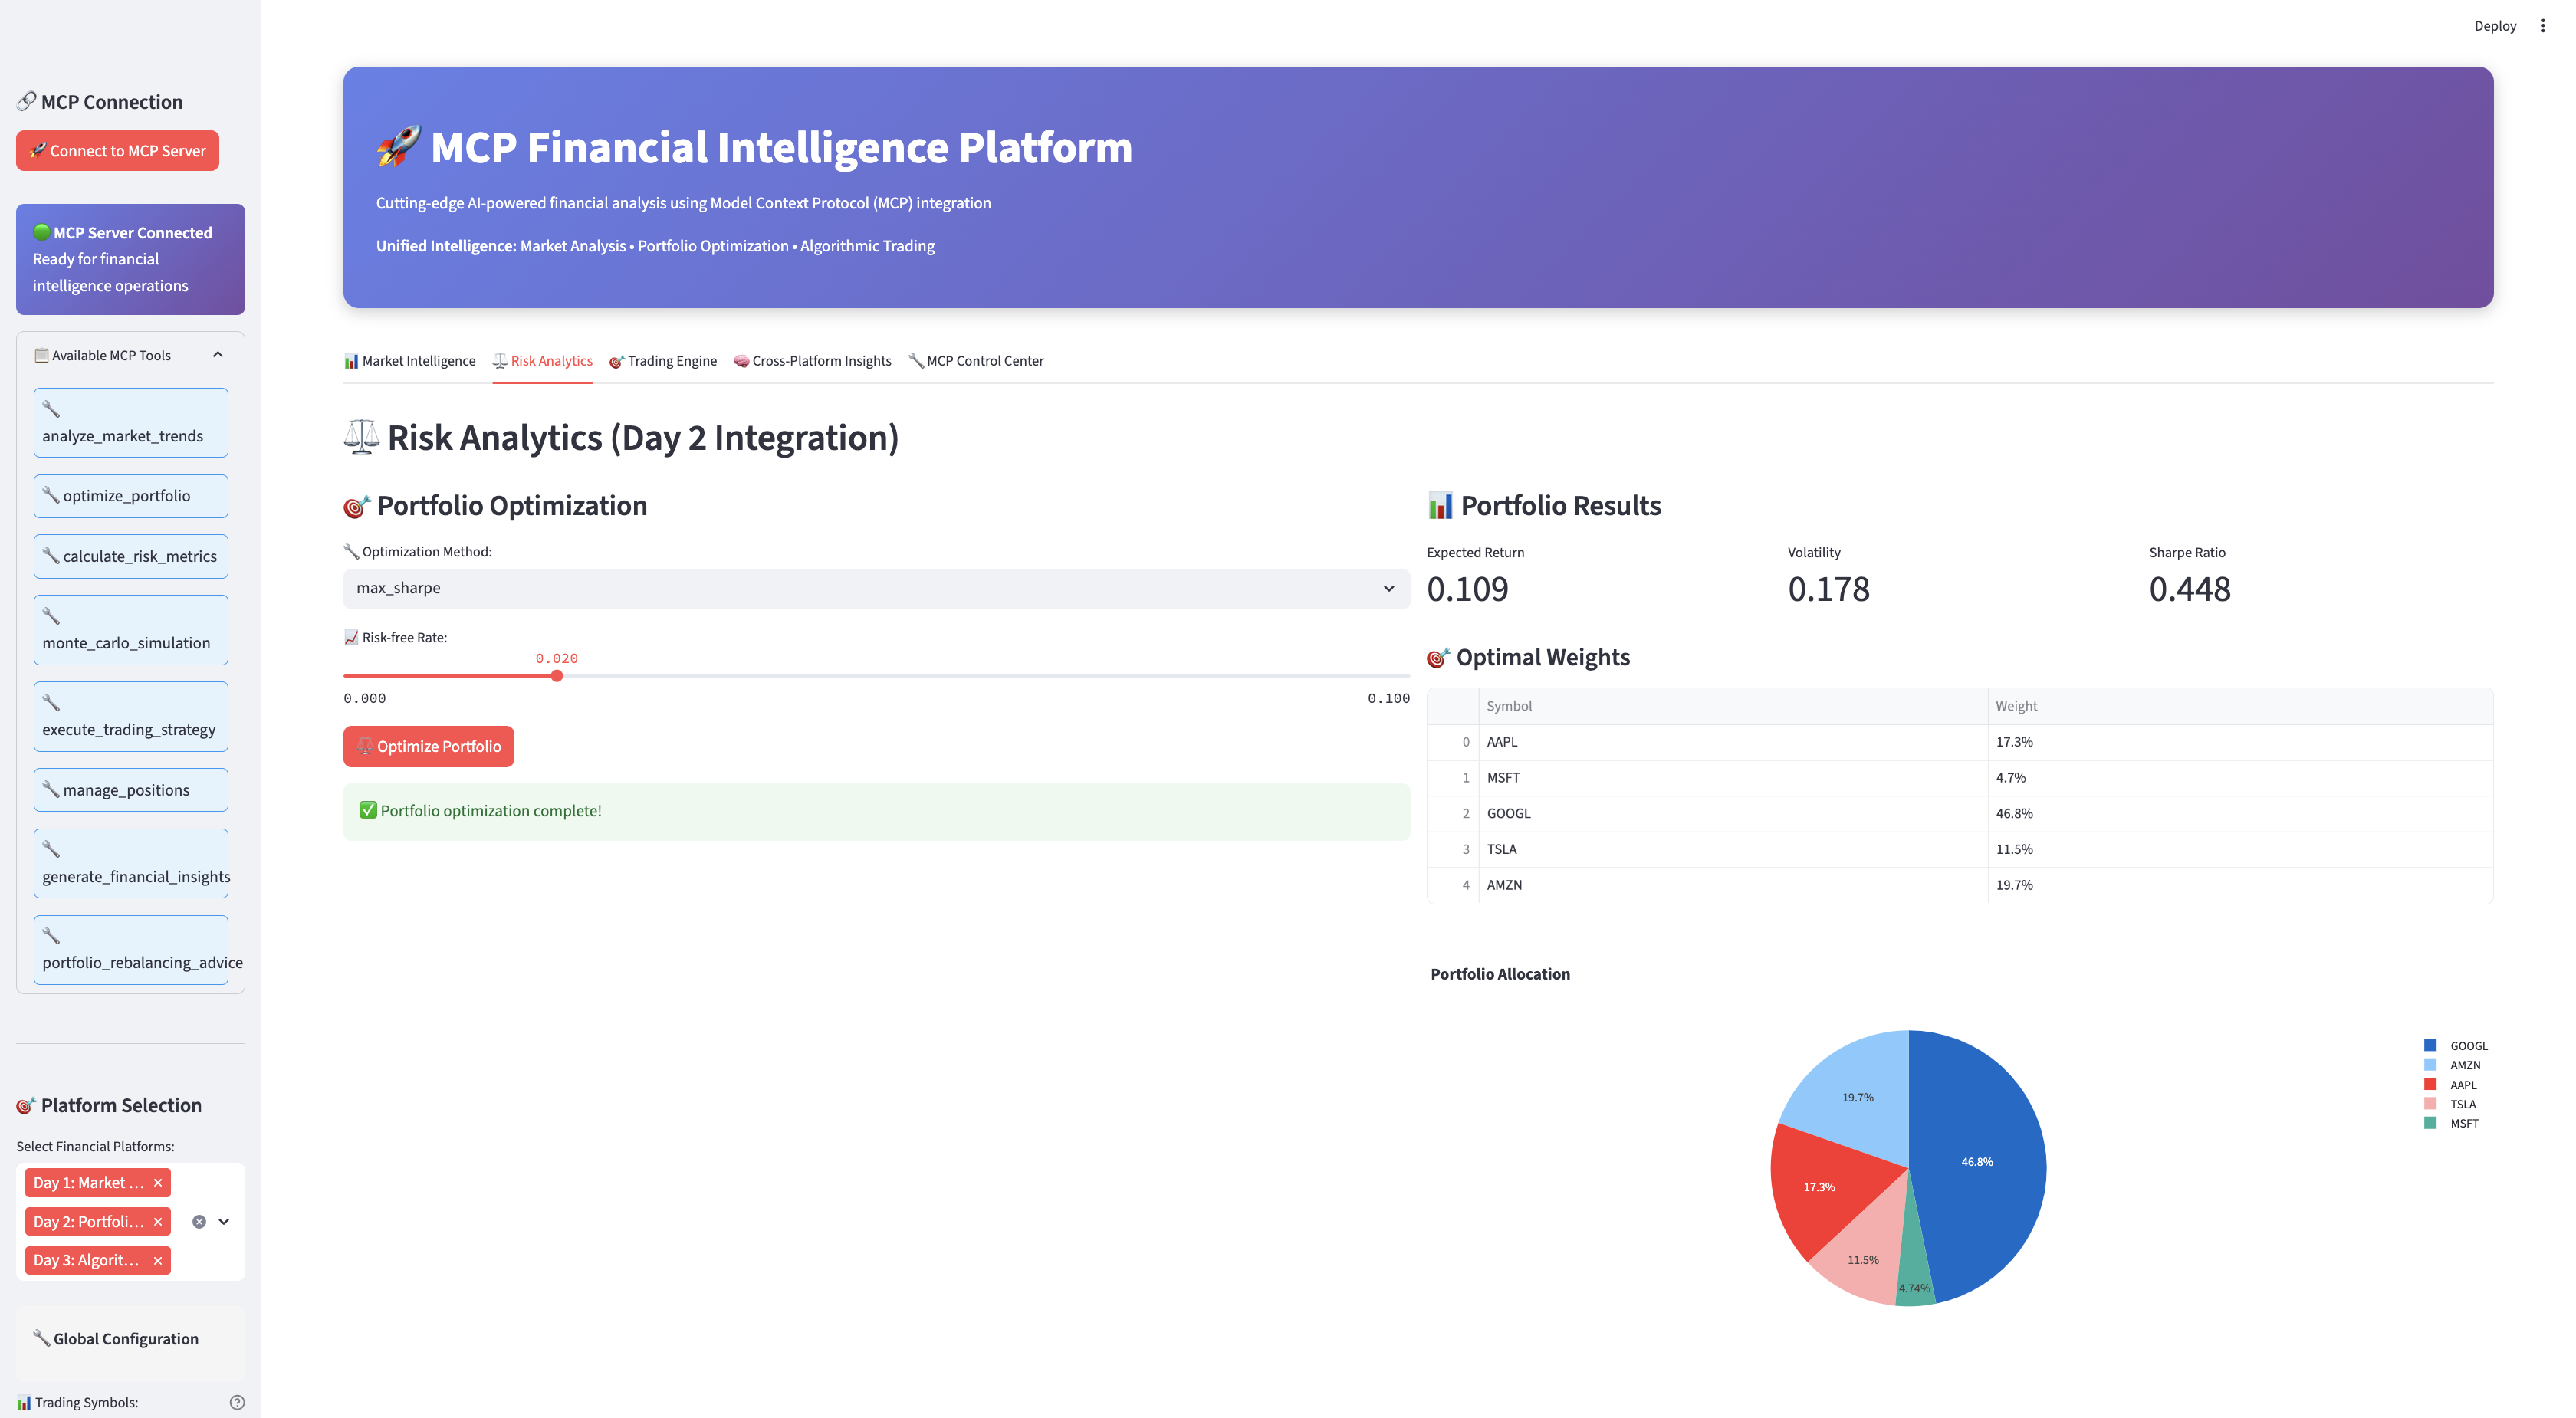 Deploy
MCP Connection
Connect to MCP Server
MCP Server Connected
Ready for financial
intelligence operations
Available MCP Tools
analyze_market_trends
optimize_portfolio
calculate_risk_metrics
monte_carlo_simulation
execute_trading_strategy
manage_positions
generate_financial_insights
portfolio_rebalancing_advice
Platform Selection
Select Financial Platforms:
Day 1: Market ...
Day 2: Portfoli...
Day 3: Algorit...
Global Configuration
Trading Symbols:
MCP Financial Intelligence Platform
Cutting-edge AI-powered financial analysis using Model Context Protocol (MCP) integration
Unified Intelligence: Market Analysis • Portfolio Optimization • Algorithmic Trading
Market Intelligence Risk Analytics Trading Engine Cross-Platform Insights MCP Control Center
Risk Analytics (Day 2 Integration)
Portfolio Optimization
Optimization Method:
max_sharpe
Risk-free Rate:
0.020
0.000 0.100
Optimize Portfolio
Portfolio optimization complete!
Portfolio Results
Expected Return Volatility Sharpe Ratio
0.109 0.178 0.448
Optimal Weights
Symbol Weight
0 AAPL 17.3%
1 MSFT 4.7%
2 GOOGL 46.8%
3 TSLA 11.5%
4 AMZN 19.7%
Portfolio Allocation
GOOGL
AMZN
AAPL
TSLA
MSFT
19.7%
46.8%
17.3%
11.5%
4.74%